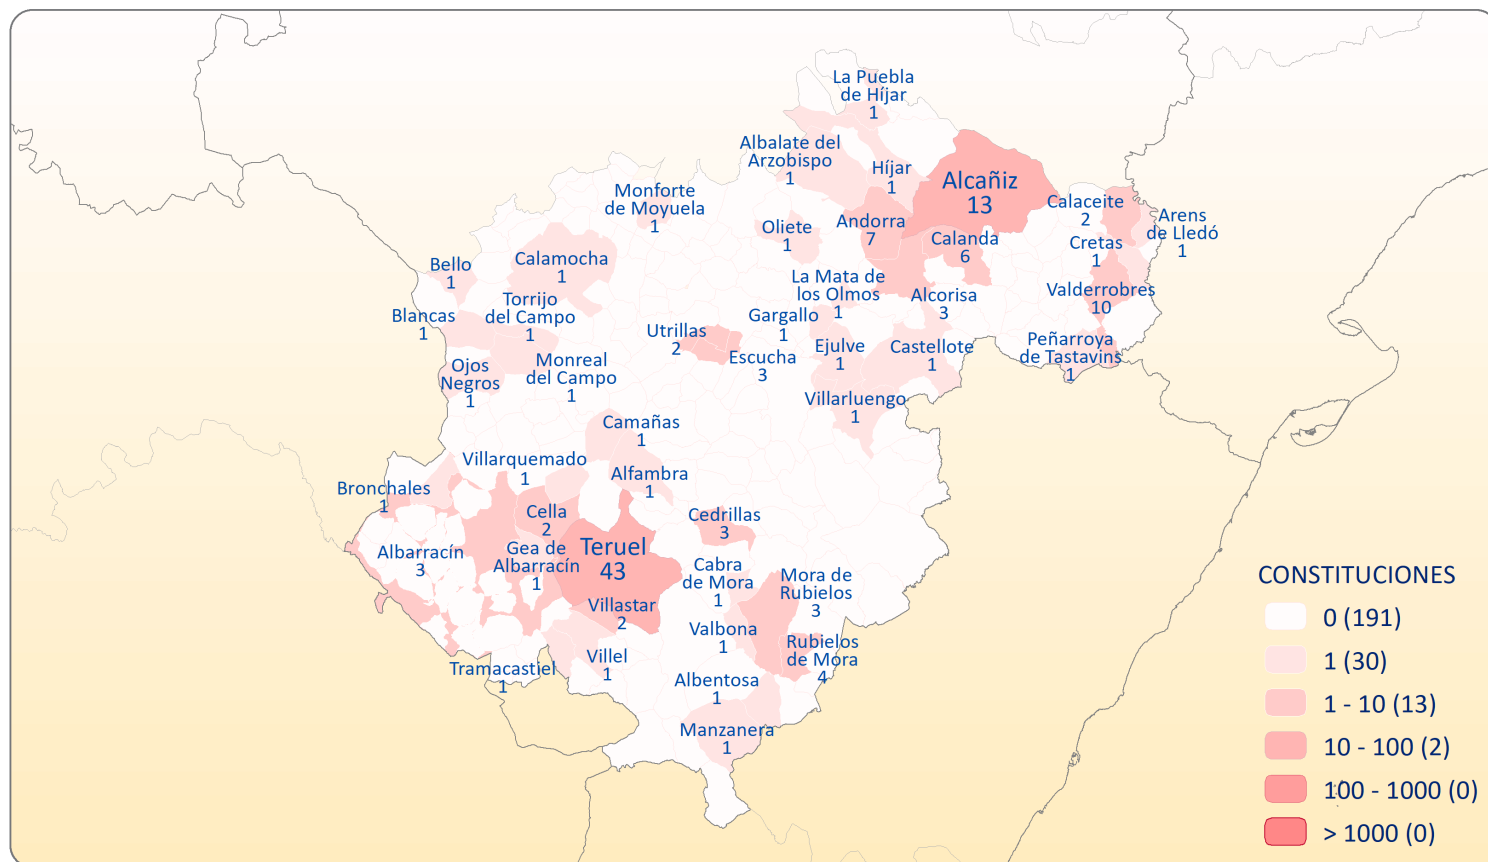 La Puebla
de Híjar
1
Albalate del
Arzobispo
1
Híjar
1
Alcañiz
13
Monforte
de Moyuela
1
Calaceite
2
Arens
de Lledó
1
Oliete
1
Andorra
7
Calanda
6
Cretas
1
Bello
1
Calamocha
1
La Mata de
los Olmos
1
Alcorisa
3
Valderrobres
10
Torrijo
del Campo
1
Blancas
1
Gargallo
1
Utrillas
2
Escucha
3
Ejulve
1
Castellote
1
Peñarroya
de Tastavins
1
Ojos
Negros
1
Monreal
del Campo
1
Villarluengo
1
Camañas
1
Villarquemado
1
Alfambra
1
Bronchales
1
Cella
2
Cedrillas
3
Albarracín
3
Gea de
Albarracín
1
Teruel
43
Cabra
de Mora
1
Mora de
Rubielos
3
Villastar
2
Valbona
1
Rubielos
de Mora
4
Tramacastiel
1
Villel
1
Albentosa
1
Manzanera
1
CONSTITUCIONES
0 (191)
1 (30)
1 - 10 (13)
10 - 100 (2)
100 - 1000 (0)
> 1000 (0)